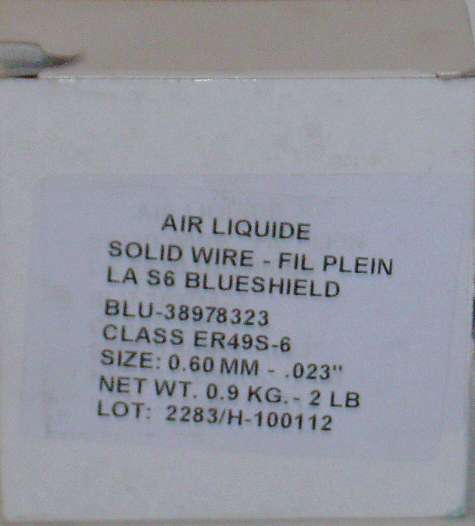 AIR LIQUIDE
SOLID WIRE - FIL PLEIN
LA S6 BLUESHIELD
BLU-38978323
CLASS ER49S-6
SIZE: 0.60 MM - .023"
NET WT. 0.9 KG. - 2 LB
LOT: 2283/H-100112